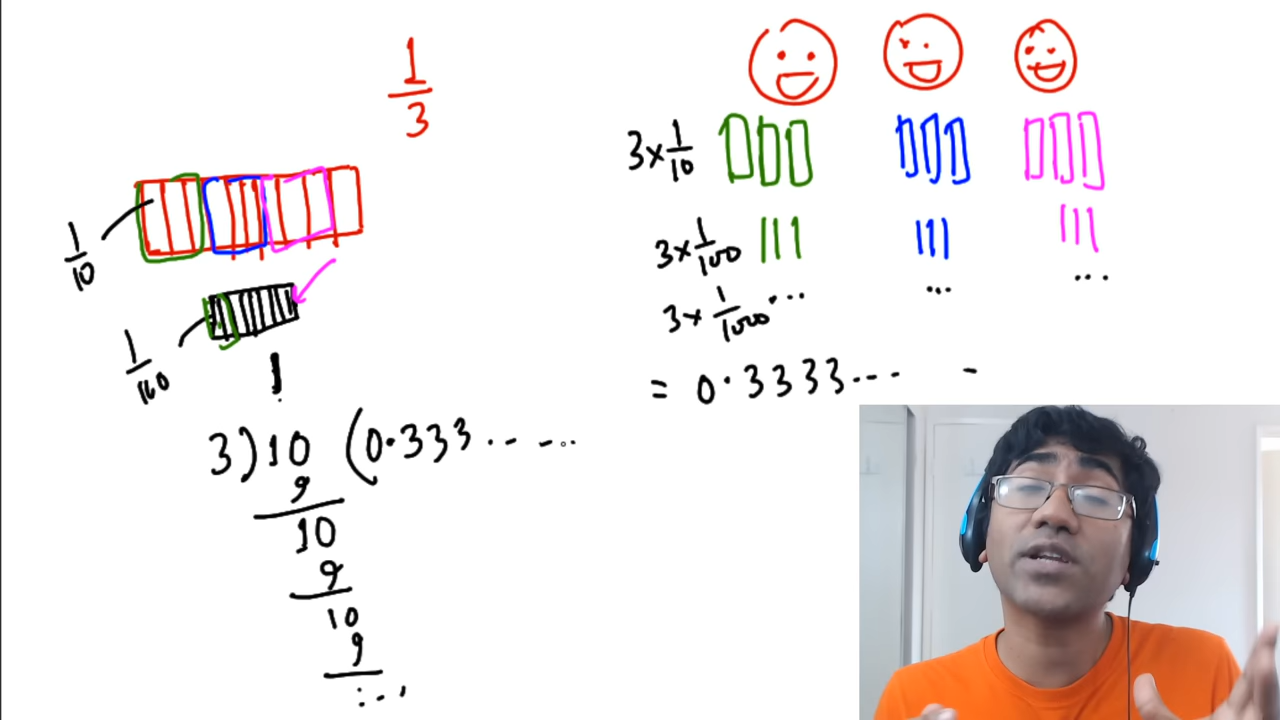 1/3
1/10
1/100
3) 10 (0.333.. -..
9
10
9
10
9
:..
3 x 1/10
3 x 1/100
3 x 1/1000 ...
...
...
= 0.3333... -